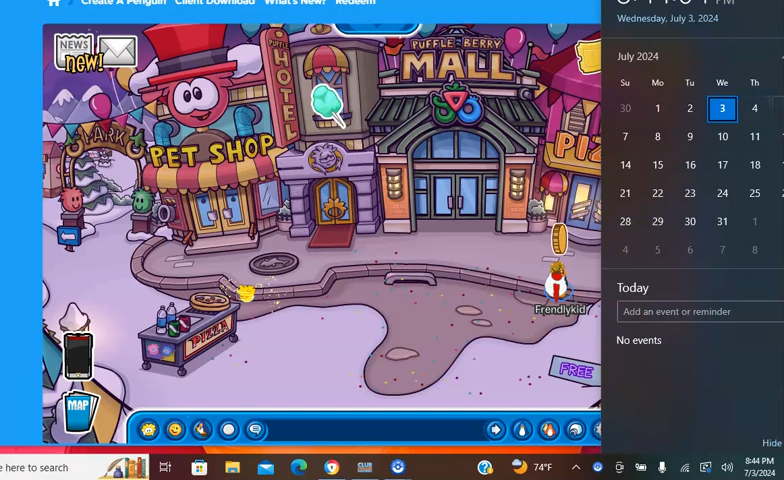 Create A Penguin Client Download What's New? Redeem
NEWS
new!
PARK
PET SHOP
PUFFLE HOTEL
PUFFLE-BERRY
MALL
PIZ
PIZZA
Frendlykid
FREE
MAP
Wednesday, July 3, 2024
July 2024
Su Mo Tu We Th
30 1 2 3 4
7 8 9 10 11
14 15 16 17 18
21 22 23 24 25
28 29 30 31 1
4 5 6 7 8
Today
Add an event or reminder
No events
Hide
here to search
CLUB
74°F
8:44 PM
7/3/2024